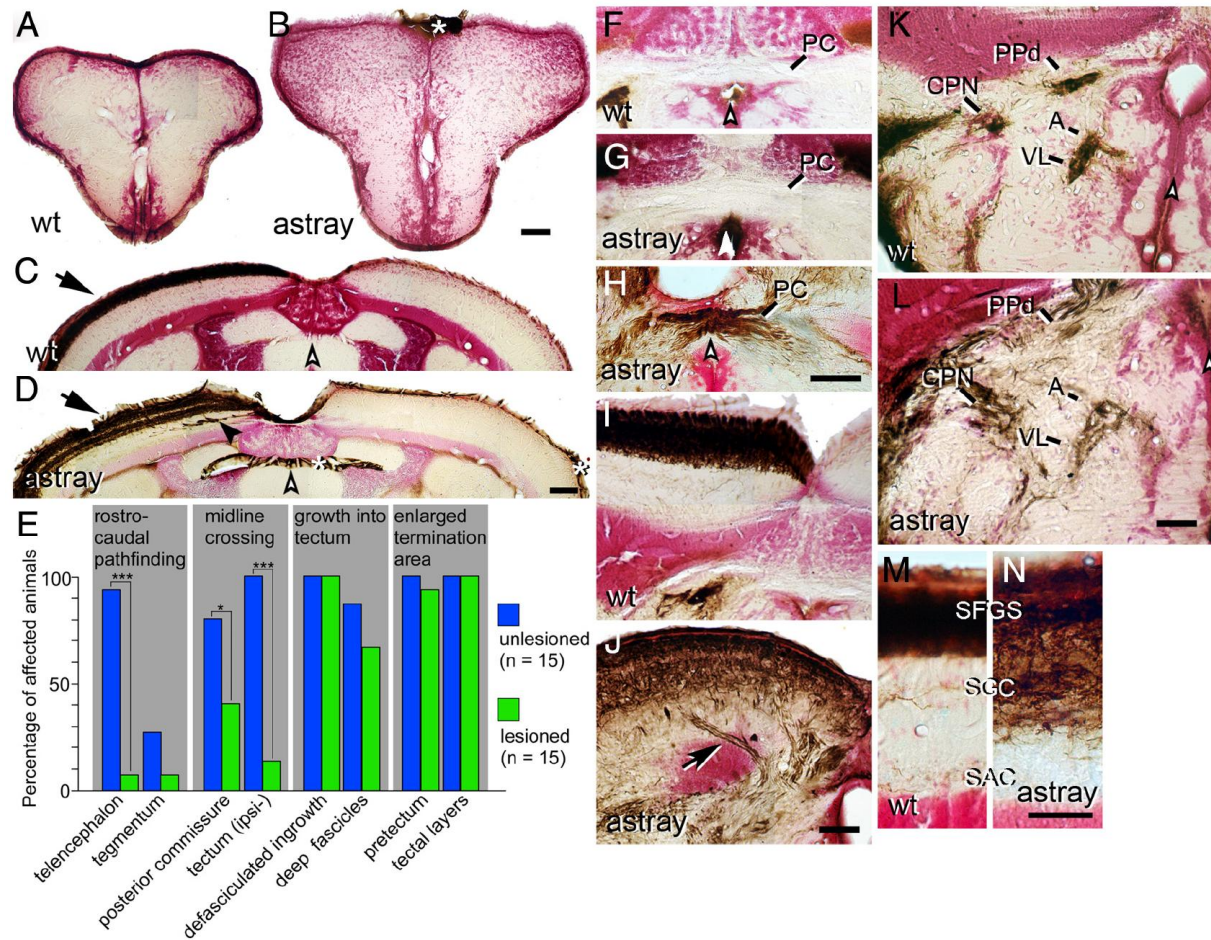 A
wt
B
*
astray
C
wt
D
*
*
astray
E
rostro-
caudal
pathfinding
midline
crossing
growth into
tectum
enlarged
termination
area
Percentage of affected animals
100
50
0
***
*
***
unlesioned
(n = 15)
lesioned
(n = 15)
telencephalon
tegmentum
posterior commissure
tectum (ipsi-)
defasciculated ingrowth
deep fascicles
pretectum
tectal layers
F
PC
wt
G
PC
astray
H
PC
astray
I
wt
J
astray
K
PPd
CPN
A
VL
wt
L
PPd
CPN
A
VL
astray
M
N
SFGS
SGC
SAC
wt
astray